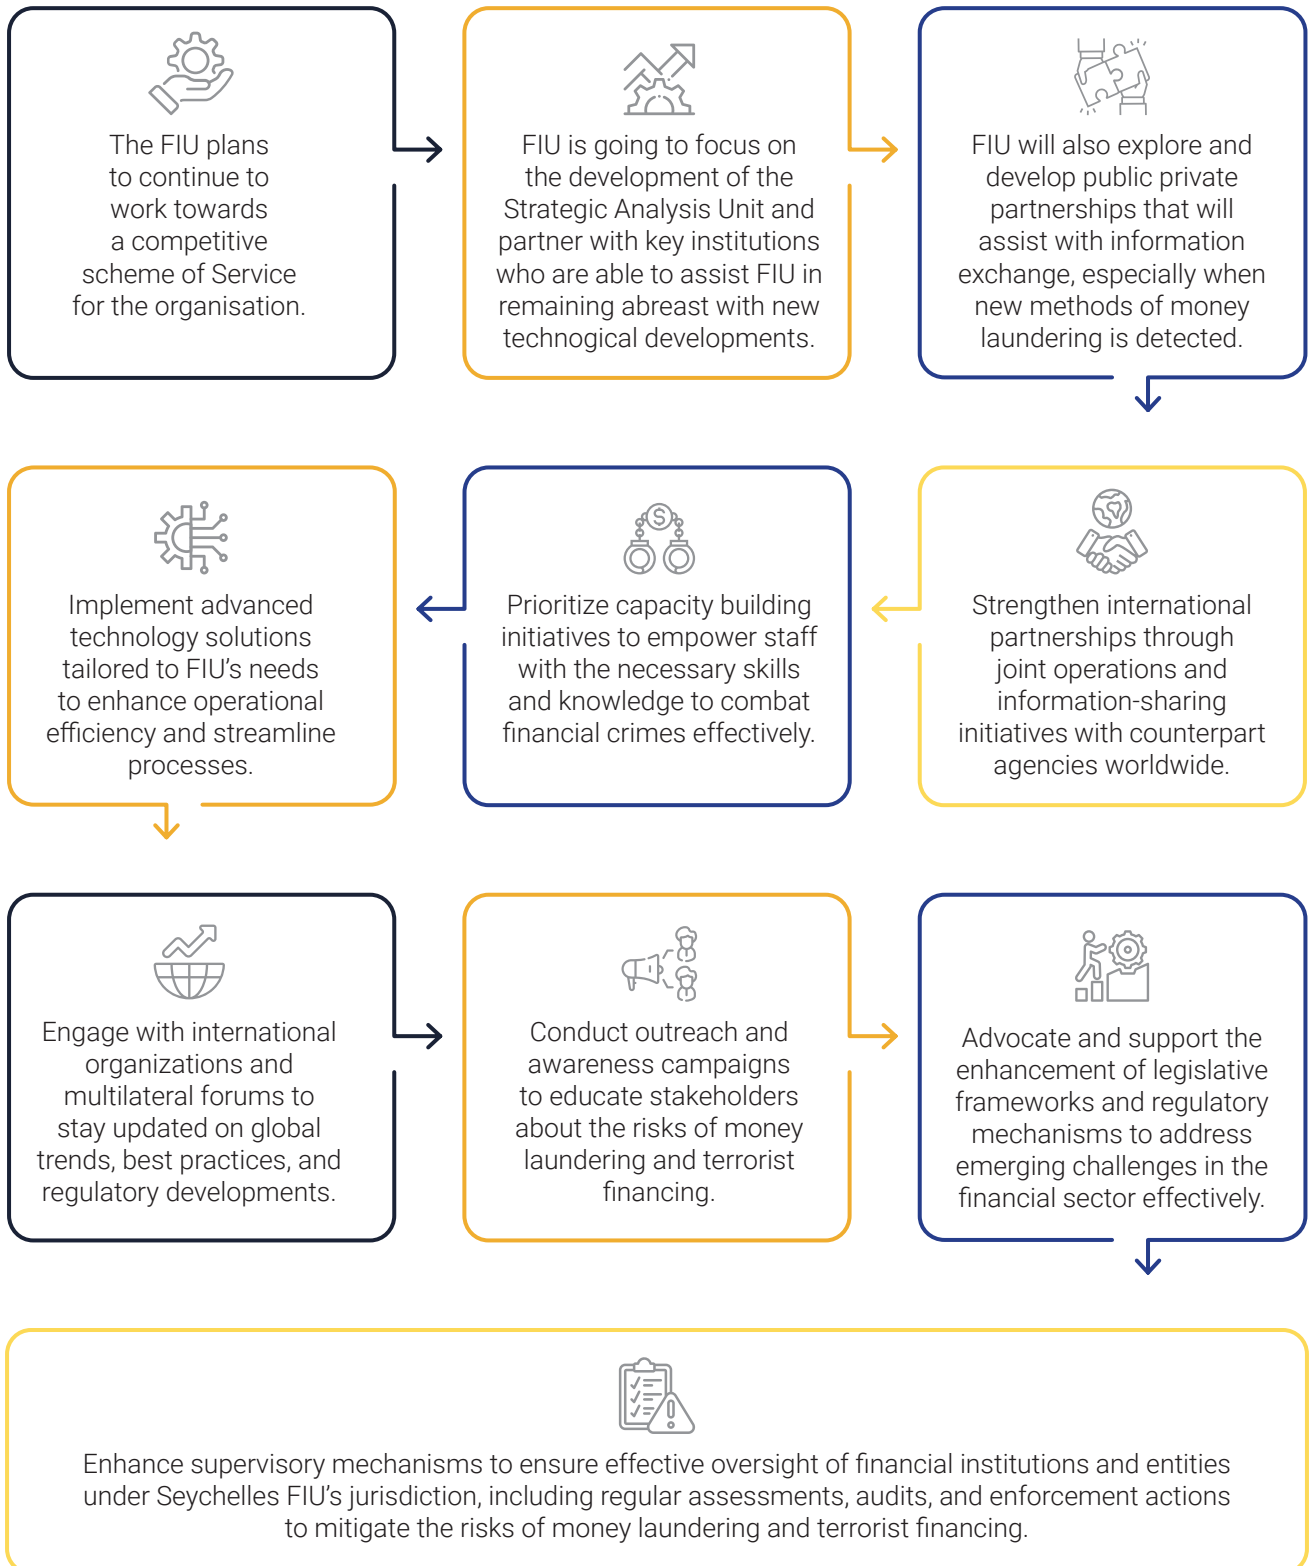 The FIU plans
to continue to
work towards
a competitive
scheme of Service
for the organisation.
FIU is going to focus on
the development of the
Strategic Analysis Unit and
partner with key institutions
who are able to assist FIU in
remaining abreast with new
technogical developments.
FIU will also explore and
develop public private
partnerships that will
assist with information
exchange, especially when
new methods of money
laundering is detected.
Strengthen international
partnerships through
joint operations and
information-sharing
initiatives with counterpart
agencies worldwide.
Prioritize capacity building
initiatives to empower staff
with the necessary skills
and knowledge to combat
financial crimes effectively.
Implement advanced
technology solutions
tailored to FIU's needs
to enhance operational
efficiency and streamline
processes.
Engage with international
organizations and
multilateral forums to
stay updated on global
trends, best practices, and
regulatory developments.
Conduct outreach and
awareness campaigns
to educate stakeholders
about the risks of money
laundering and terrorist
financing.
Advocate and support the
enhancement of legislative
frameworks and regulatory
mechanisms to address
emerging challenges in the
financial sector effectively.
Enhance supervisory mechanisms to ensure effective oversight of financial institutions and entities
under Seychelles FIU's jurisdiction, including regular assessments, audits, and enforcement actions
to mitigate the risks of money laundering and terrorist financing.